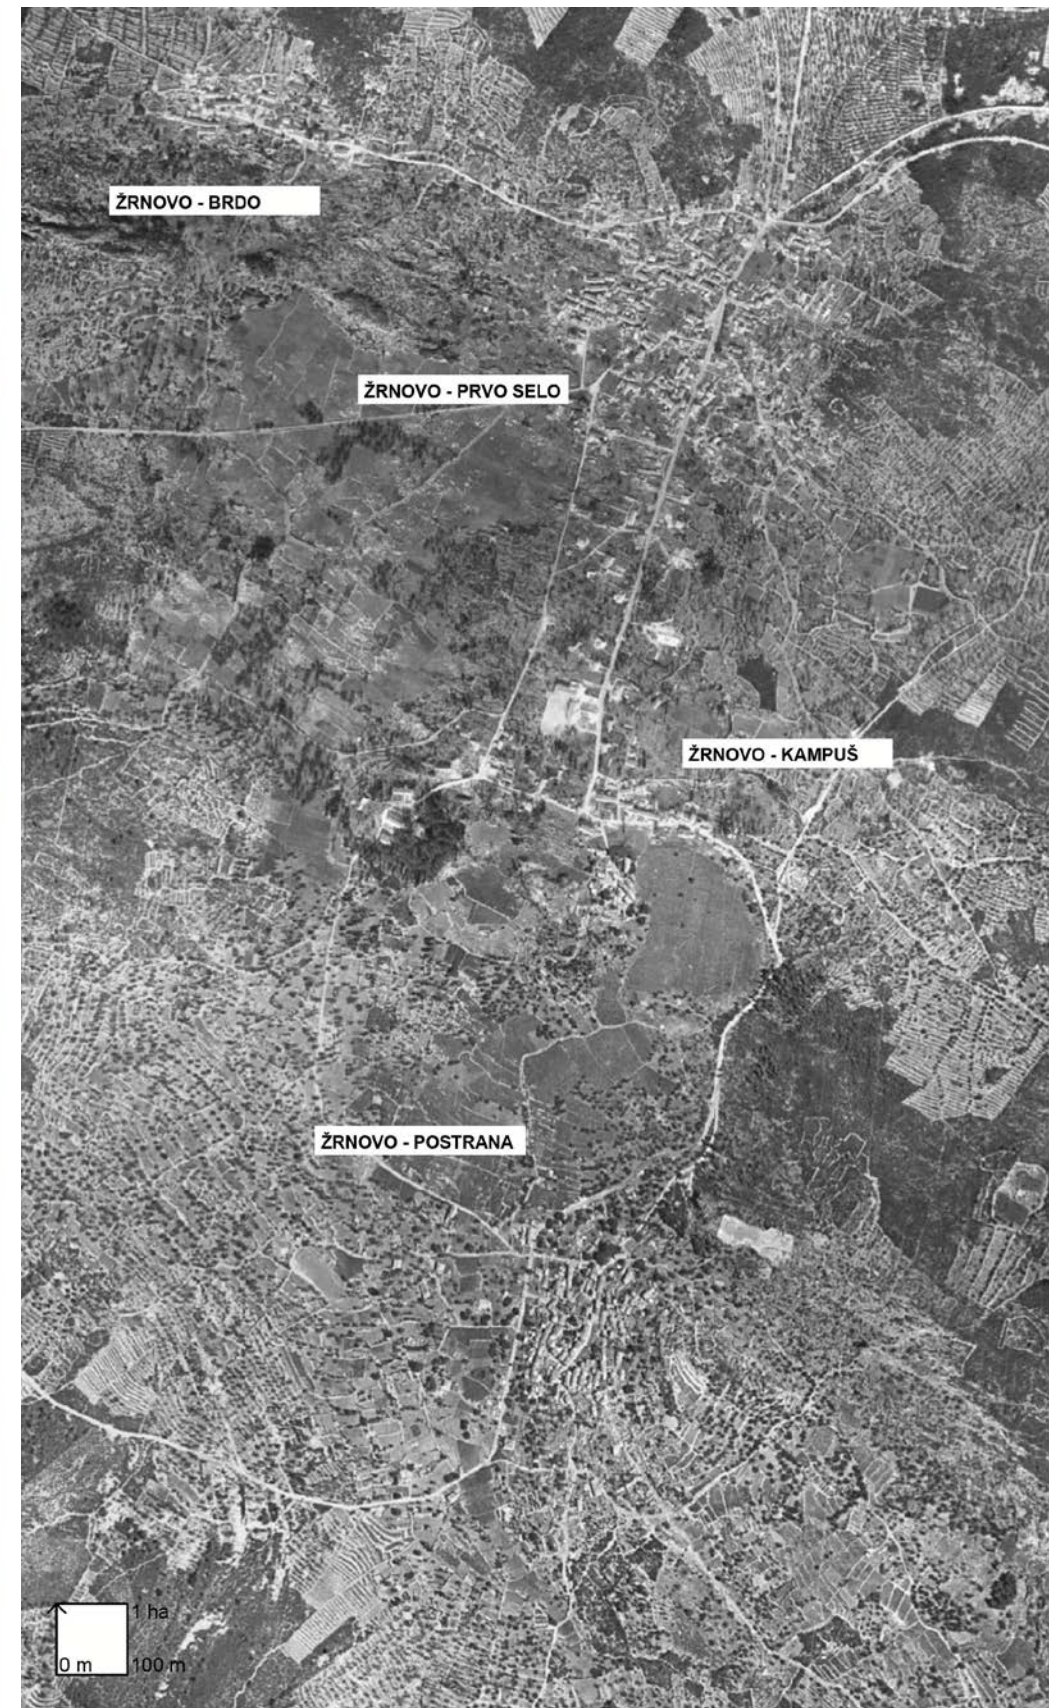 ŽRNOVO - BRDO
ŽRNOVO - PRVO SELO
ŽRNOVO - KAMPUŠ
ŽRNOVO - POSTRANA
1 ha
0 m
100 m